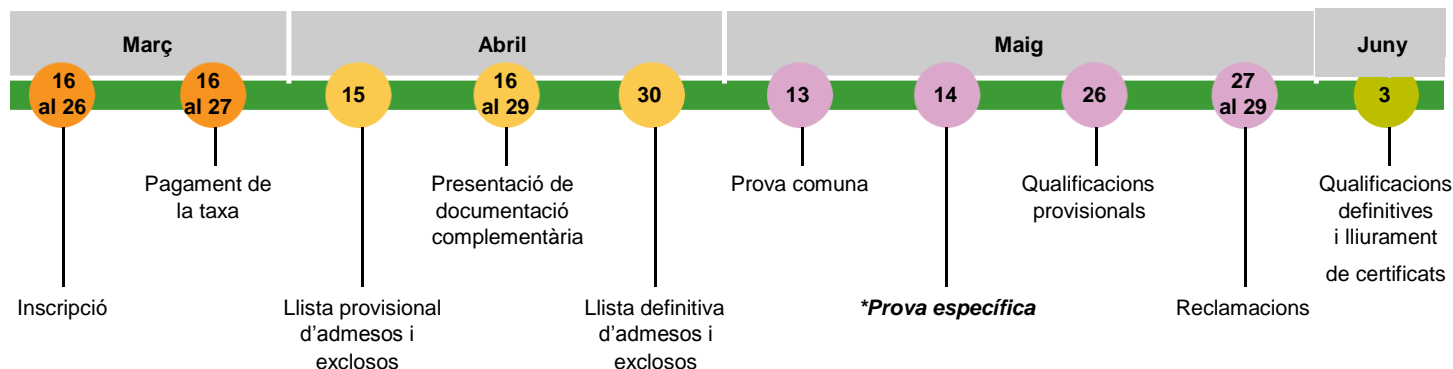 Març
Abril
Maig
Juny
16
al 26
16
al 27
15
16
al 29
30
13
14
26
27
al 29
3
Pagament de
la taxa
Presentació de
documentació
complementària
Prova comuna
Qualificacions
provisionals
Qualificacions
definitives
i lliurament
de certificats
Inscripció
Llista provisional
d’admesos i
exclosos
Llista definitiva
d’admesos i
exclosos
*Prova específica
Reclamacions